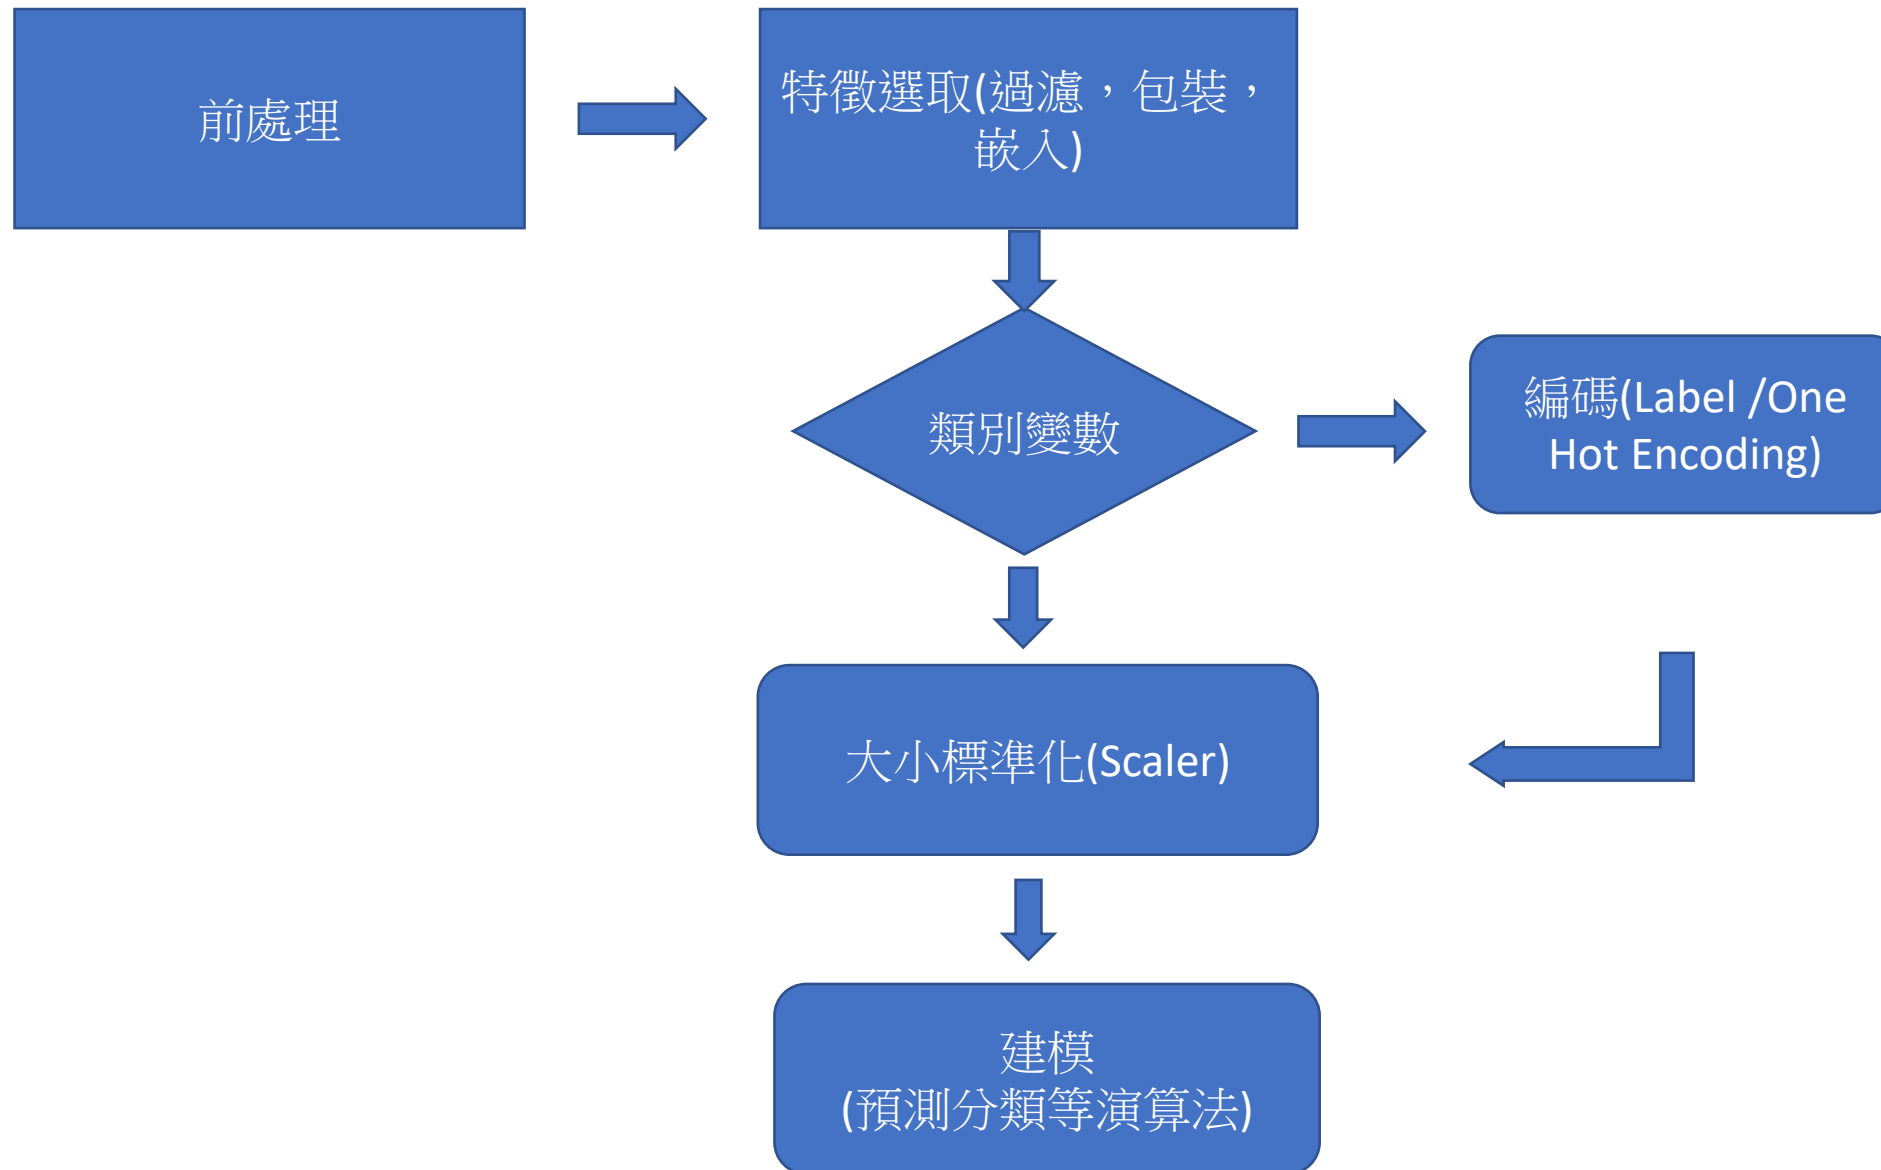 前處理
特徵選取(過濾，包裝，
嵌入)
類別變數
編碼(Label /One
Hot Encoding)
大小標準化(Scaler)
建模
(預測分類等演算法)